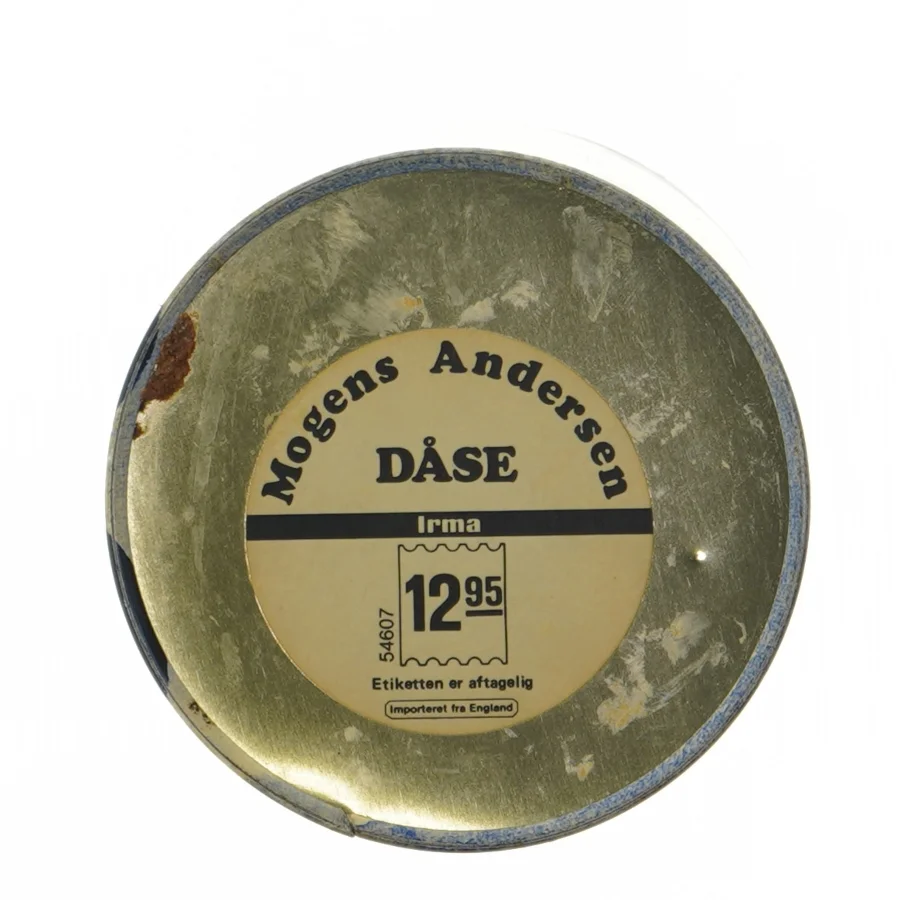 Mogens Andersen
DÅSE
Irma
12 95
54607
Etiketten er aftagelig
Importeret fra England